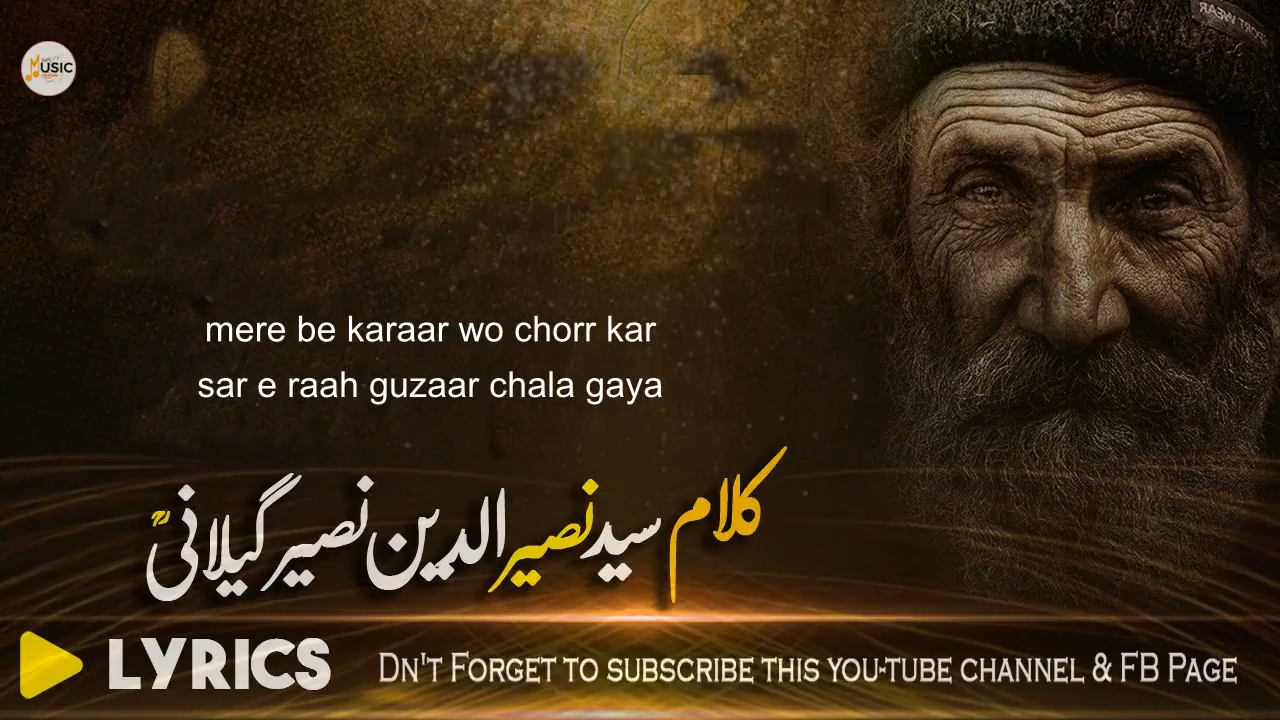 MUSIC
mere be karaar wo chorr kar
sar e raah guzaar chala gaya
کلام سید نصیر الدین نصیر گیلانیؒ
LYRICS
DN'T FORGET TO SUBSCRIBE THIS YOU-TUBE CHANNEL & FB PAGE